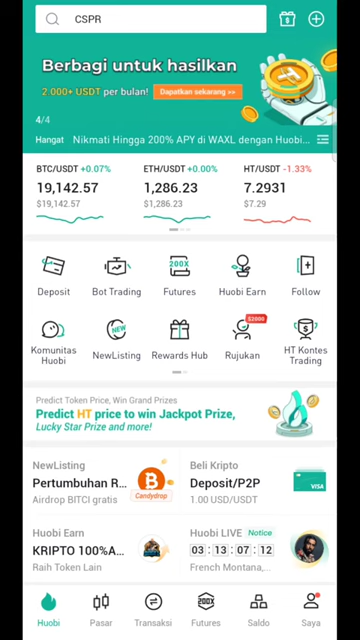 CSPR
Berbagi untuk hasilkan
2.000+ USDT per bulan! Dapatkan sekarang >>
4/4
Hangat Nikmati Hingga 200% APY di WAXL dengan Huobi...
BTC/USDT +0.07% ETH/USDT +0.00% HT/USDT -1.33%
19,142.57 1,286.23 7.2931
$19,142.57 $1,286.23 $7.29
200X
Deposit Bot Trading Futures Huobi Earn Follow
NEW $2000
Komunitas Huobi NewListing Rewards Hub Rujukan HT Kontes Trading
Predict Token Price, Win Grand Prizes
Predict HT price to win Jackpot Prize,
Lucky Star Prize and more!
NewListing Beli Kripto
Pertumbuhan R... Deposit/P2P
Candydrop VISA
Airdrop BITCI gratis 1.00 USD/USDT
Huobi Earn Huobi LIVE Notice
KRIPTO 100%A... 03:13:07:12
Raih Token Lain French Montana,...
200X
Huobi Pasar Transaksi Futures Saldo Saya